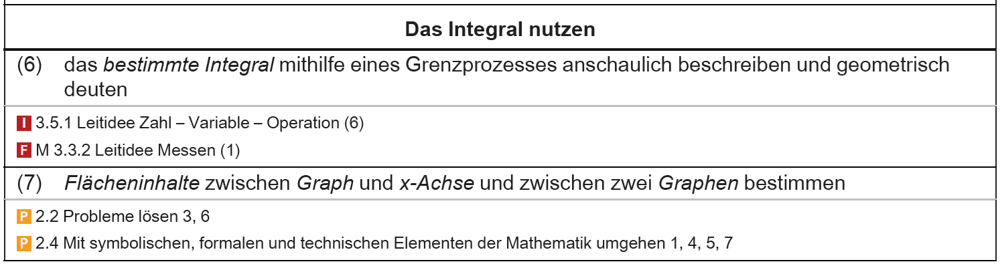 Das Integral nutzen
(6) das bestimmte Integral mithilfe eines Grenzprozesses anschaulich beschreiben und geometrisch
deuten
I 3.5.1 Leitidee Zahl – Variable – Operation (6)
F M 3.3.2 Leitidee Messen (1)
(7) Flächeninhalte zwischen Graph und x-Achse und zwischen zwei Graphen bestimmen
P 2.2 Probleme lösen 3, 6
P 2.4 Mit symbolischen, formalen und technischen Elementen der Mathematik umgehen 1, 4, 5, 7